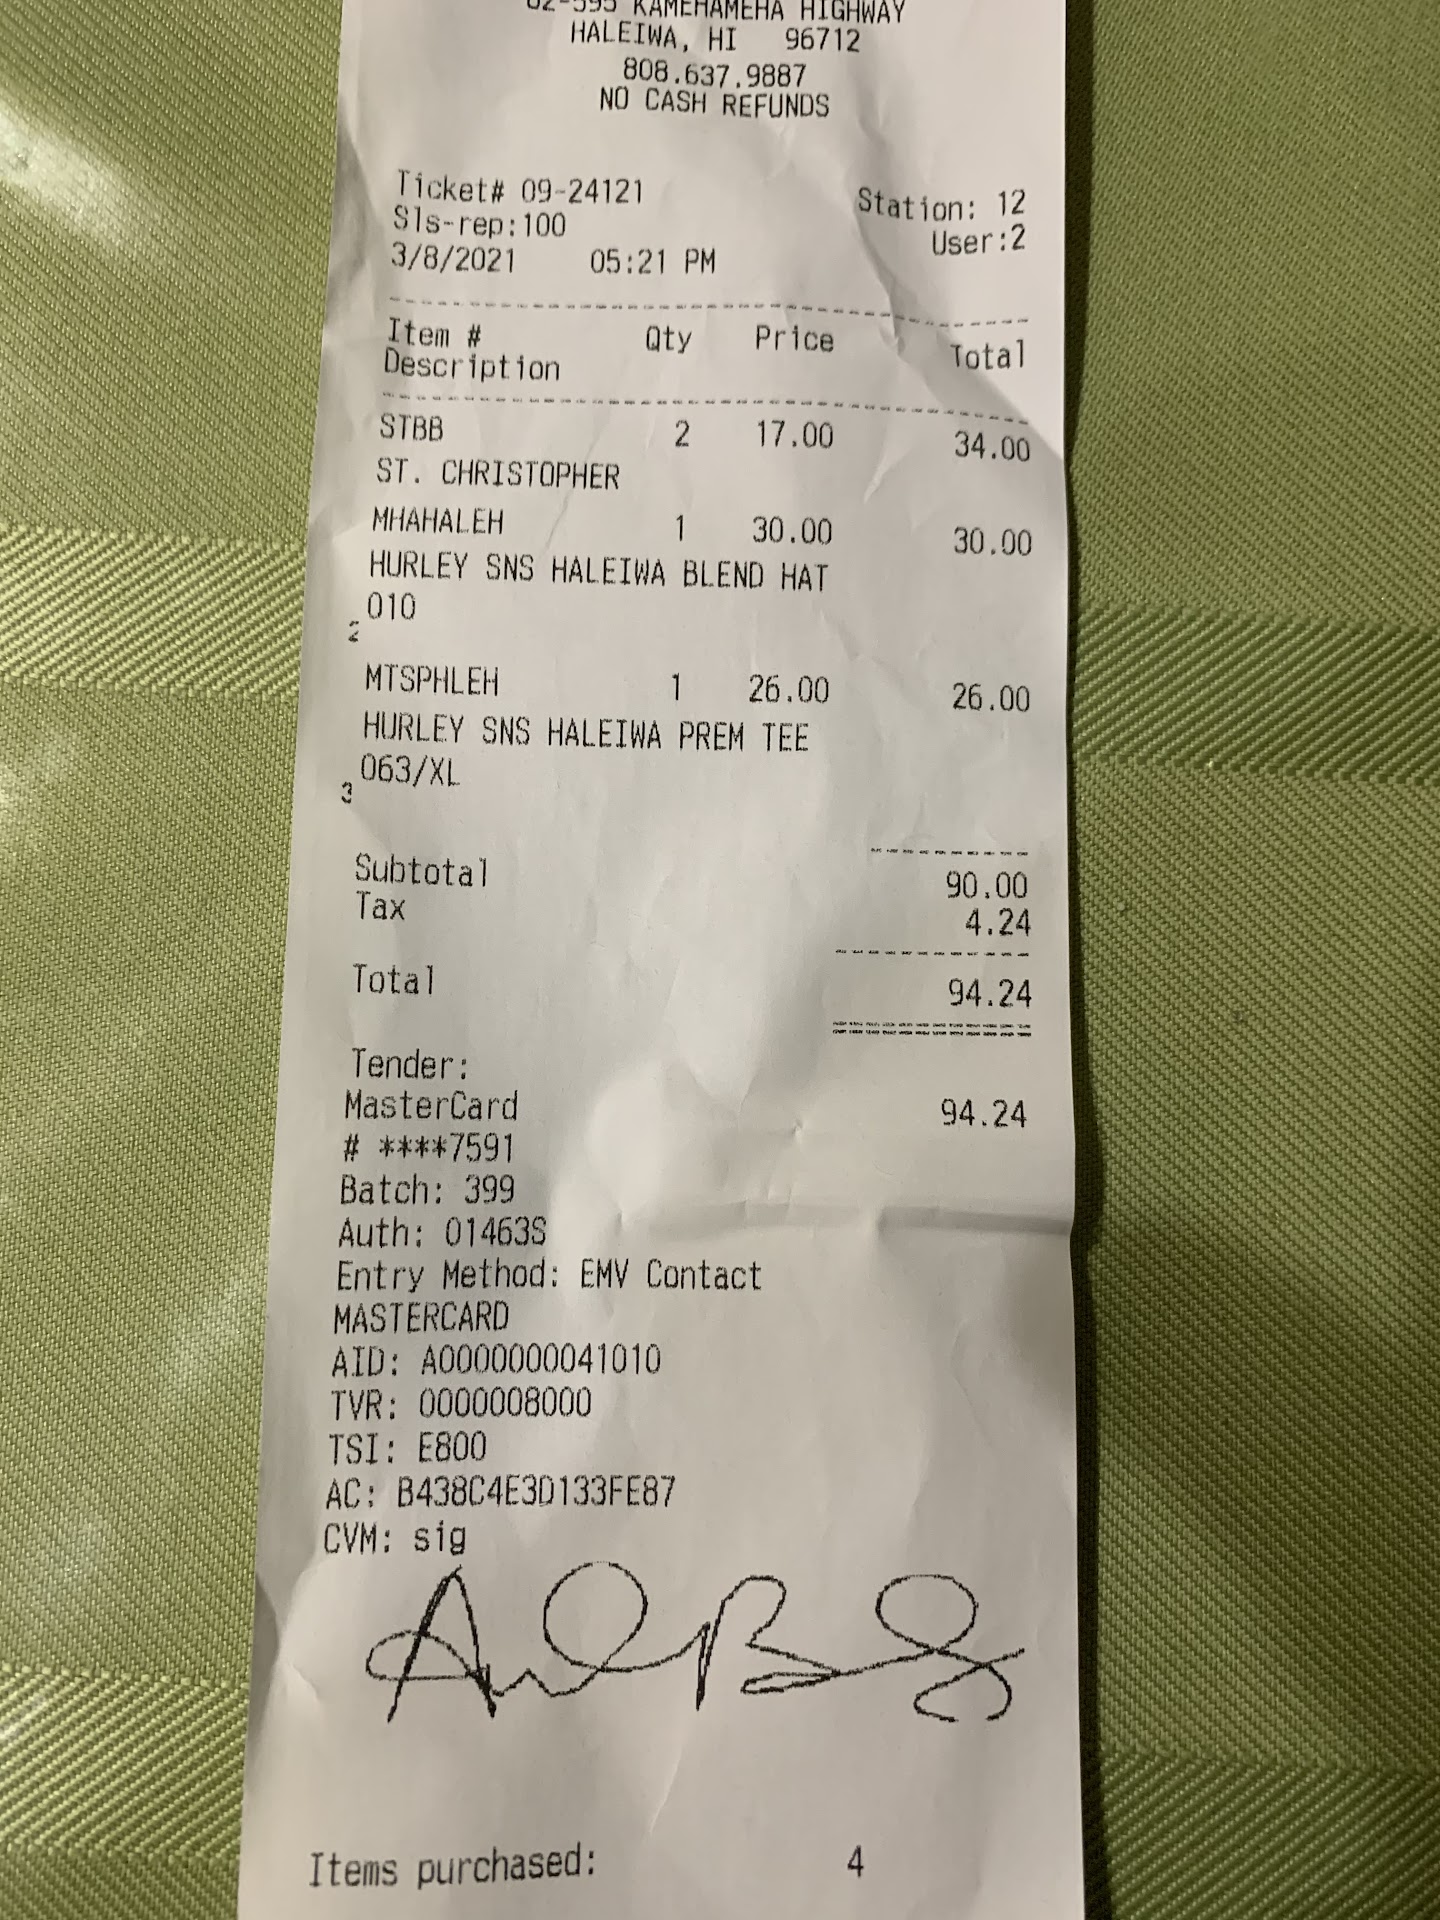 KAMEHAMEHA HIGHWAY
HALEIWA, HI 96712
808.637.9887
NO CASH REFUNDS
Ticket# 09-24121 Station: 12
Sls-rep:100 User:2
3/8/2021 05:21 PM
Item # Qty Price Total
Description
STBB 2 17.00 34.00
ST. CHRISTOPHER
MHAHALEH 1 30.00 30.00
HURLEY SNS HALEIWA BLEND HAT
010
2
MTSPHLEH 1 26.00 26.00
HURLEY SNS HALEIWA PREM TEE
063/XL
3
Subtotal 90.00
Tax 4.24
Total 94.24
Tender:
MasterCard 94.24
# ****7591
Batch: 399
Auth: 01463S
Entry Method: EMV Contact
MASTERCARD
AID: A0000000041010
TVR: 0000008000
TSI: E800
AC: B438C4E3D133FE87
CVM: sig
Items purchased: 4